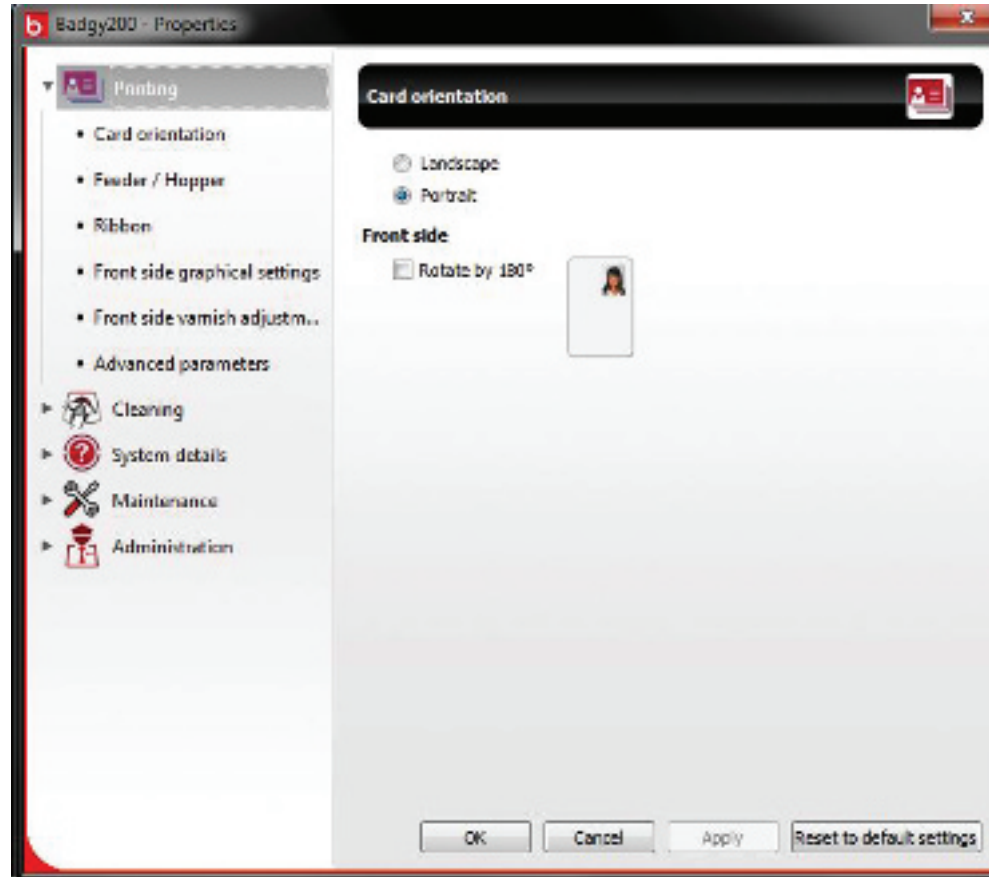 Badgy200 - Properties
Printing
• Card orientation
• Feeder / Hopper
• Ribbon
• Front side graphical settings
• Front side varnish adjustm...
• Advanced parameters
Cleaning
System details
Maintenance
Administration
Card orientation
Landscape
Portrait
Front side
Rotate by 180°
OK
Cancel
Apply
Reset to default settings